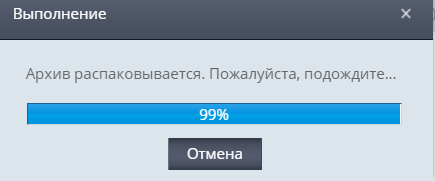 Выполнение
Архив распаковывается. Пожалуйста, подождите...
99%
Отмена